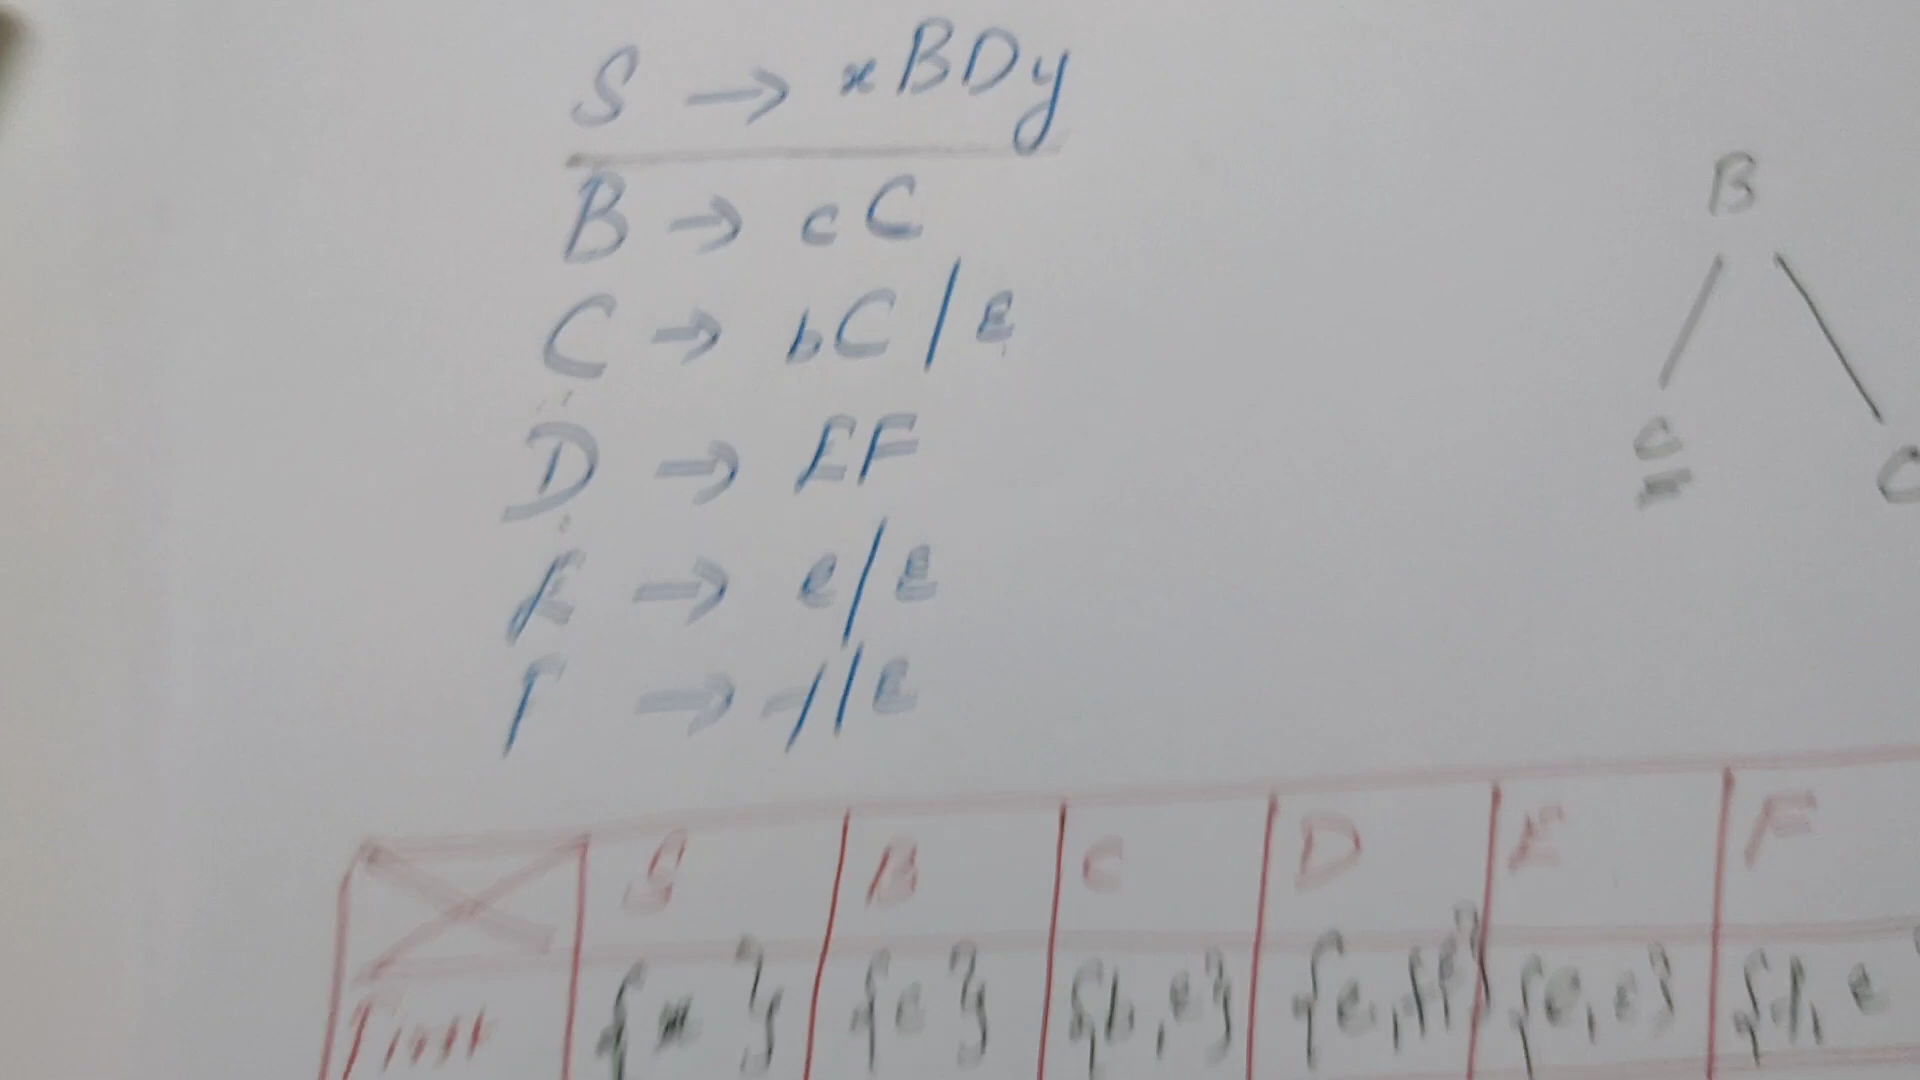 S → xBDy
B → cC
C → bC / ε
D → EF
E → e / ε
F → f / ε
B
c C
S B C D E F
First {x} {c} {b, ε} {e, f, ε} {e, ε} {f, ε